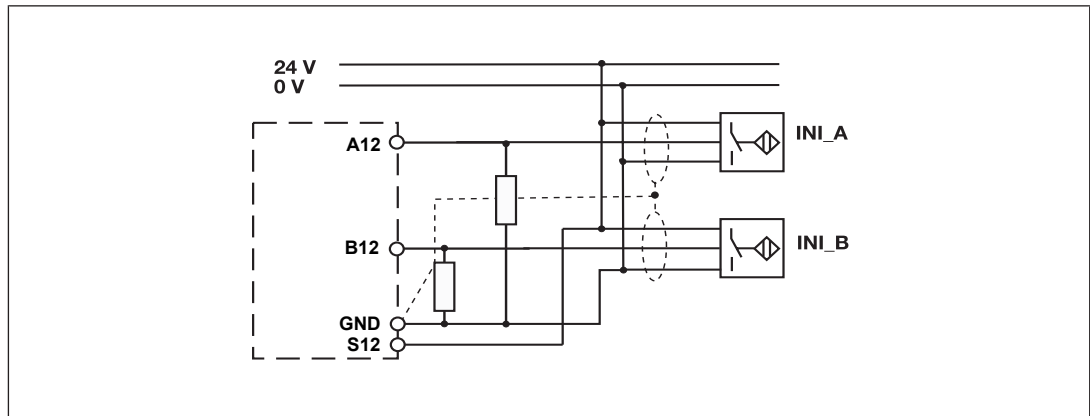 24 V
0 V
A12
INI_A
B12
INI_B
GND
S12